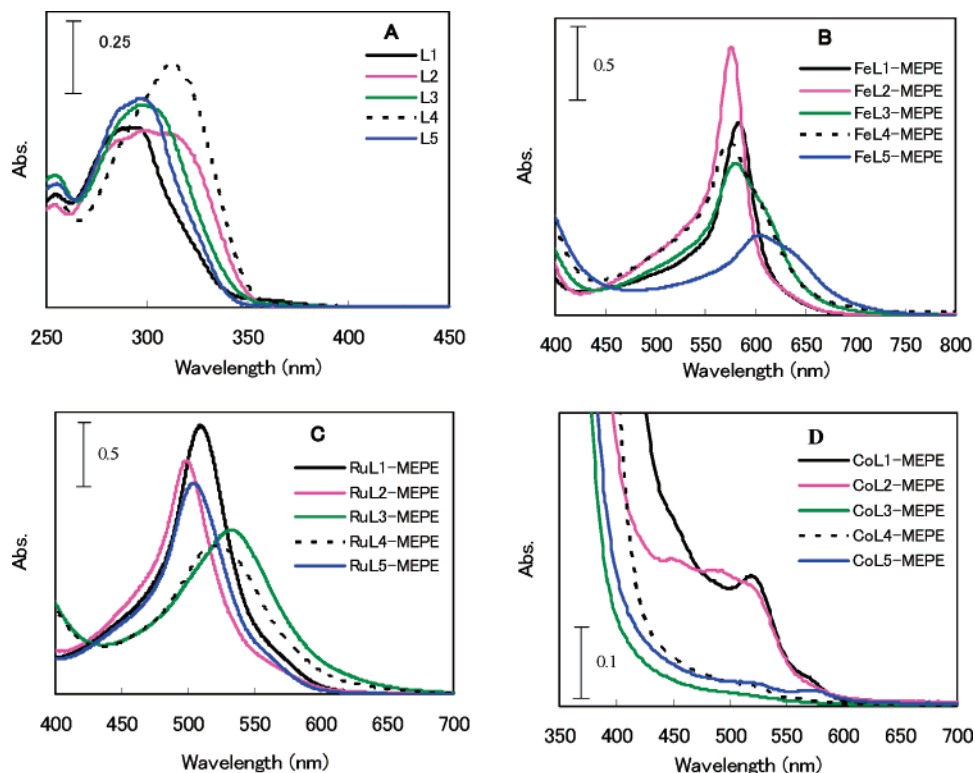 A
0.25
L1
L2
L3
L4
L5
Abs.
250 300 350 400 450
Wavelength (nm)
B
0.5
FeL1-MEPE
FeL2-MEPE
FeL3-MEPE
FeL4-MEPE
FeL5-MEPE
Abs.
400 450 500 550 600 650 700 750 800
Wavelength (nm)
C
0.5
RuL1-MEPE
RuL2-MEPE
RuL3-MEPE
RuL4-MEPE
RuL5-MEPE
Abs.
400 450 500 550 600 650 700
Wavelength (nm)
D
CoL1-MEPE
CoL2-MEPE
CoL3-MEPE
CoL4-MEPE
CoL5-MEPE
0.1
Abs.
350 400 450 500 550 600 650 700
Wavelength (nm)